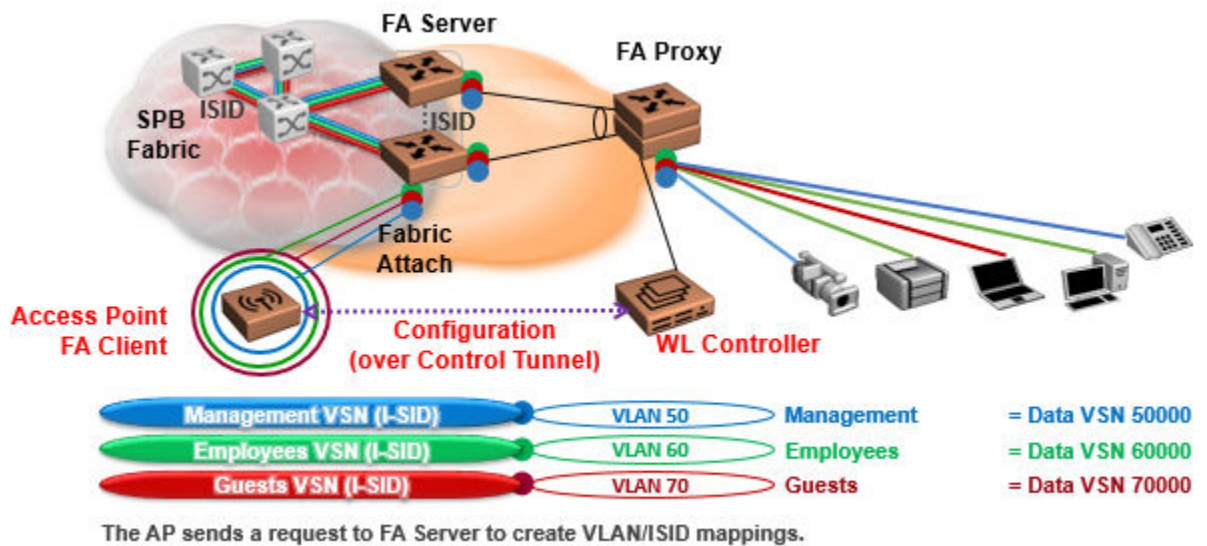 FA Server
FA Proxy
ISID
SPB
Fabric
ISID
Fabric
Attach
Access Point
FA Client
Configuration
(over Control Tunnel)
WL Controller
Management VSN (I-SID) VLAN 50 Management = Data VSN 50000
Employees VSN (I-SID) VLAN 60 Employees = Data VSN 60000
Guests VSN (I-SID) VLAN 70 Guests = Data VSN 70000
The AP sends a request to FA Server to create VLAN/ISID mappings.